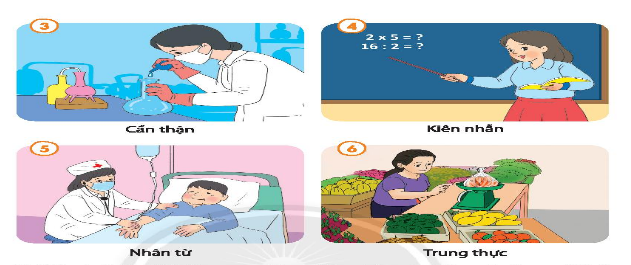 3
4
2 x 5 = ?
16 : 2 = ?
Cẩn thận
Kiên nhẫn
5
6
Nhân từ
Trung thực